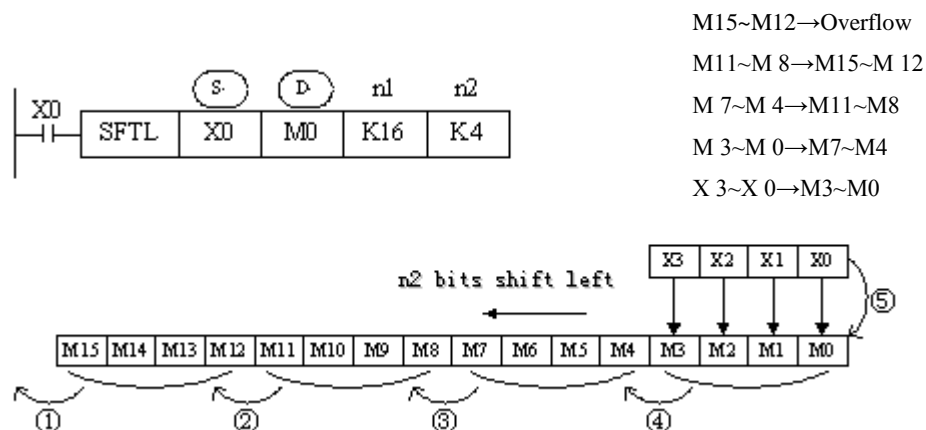 M15~M12→Overflow
M11~M 8→M15~M 12
M 7~M 4→M11~M8
M 3~M 0→M7~M4
X 3~X 0→M3~M0
S· D· n1 n2
X0
SFTL X0 M0 K16 K4
X3 X2 X1 X0
n2 bits shift left
⑤
M15 M14 M13 M12 M11 M10 M9 M8 M7 M6 M5 M4 M3 M2 M1 M0
① ② ③ ④